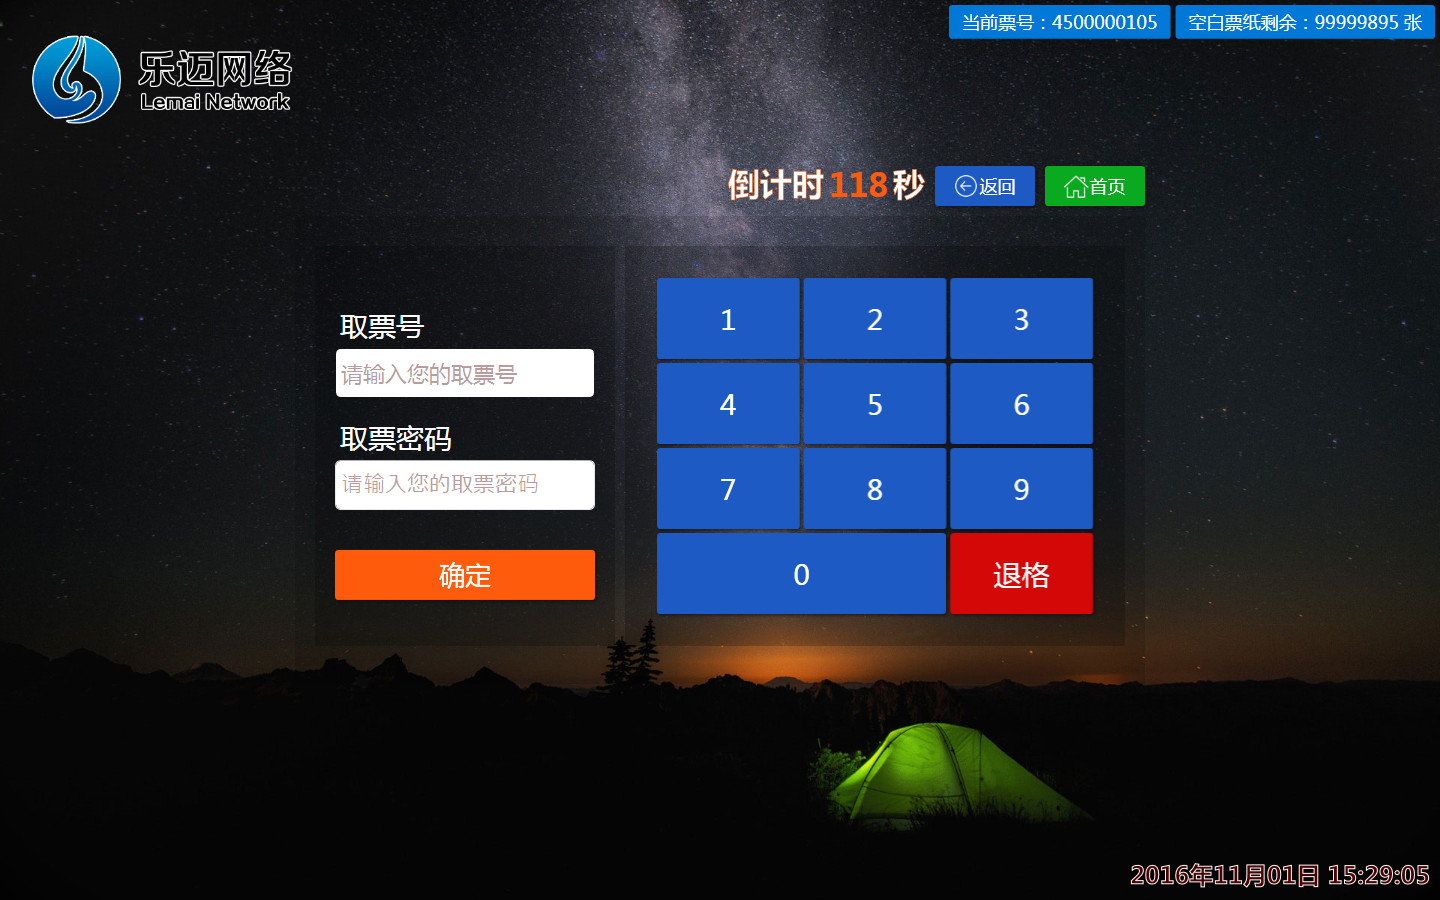 当前票号：4500000105
空白票纸剩余：99999895 张
乐迈网络
Lemai Network
倒计时 118 秒
返回
首页
取票号
请输入您的取票号
取票密码
请输入您的取票密码
确定
1 2 3
4 5 6
7 8 9
0 退格
2016年11月01日 15:29:05